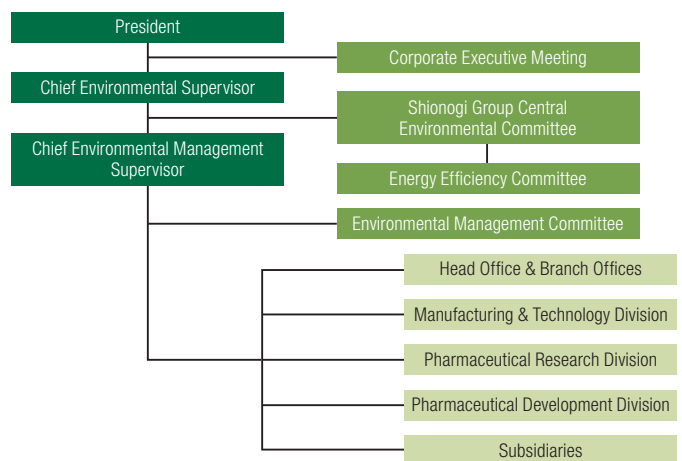 President
Corporate Executive Meeting
Chief Environmental Supervisor
Shionogi Group Central
Environmental Committee
Chief Environmental Management
Supervisor
Energy Efficiency Committee
Environmental Management Committee
Head Office & Branch Offices
Manufacturing & Technology Division
Pharmaceutical Research Division
Pharmaceutical Development Division
Subsidiaries